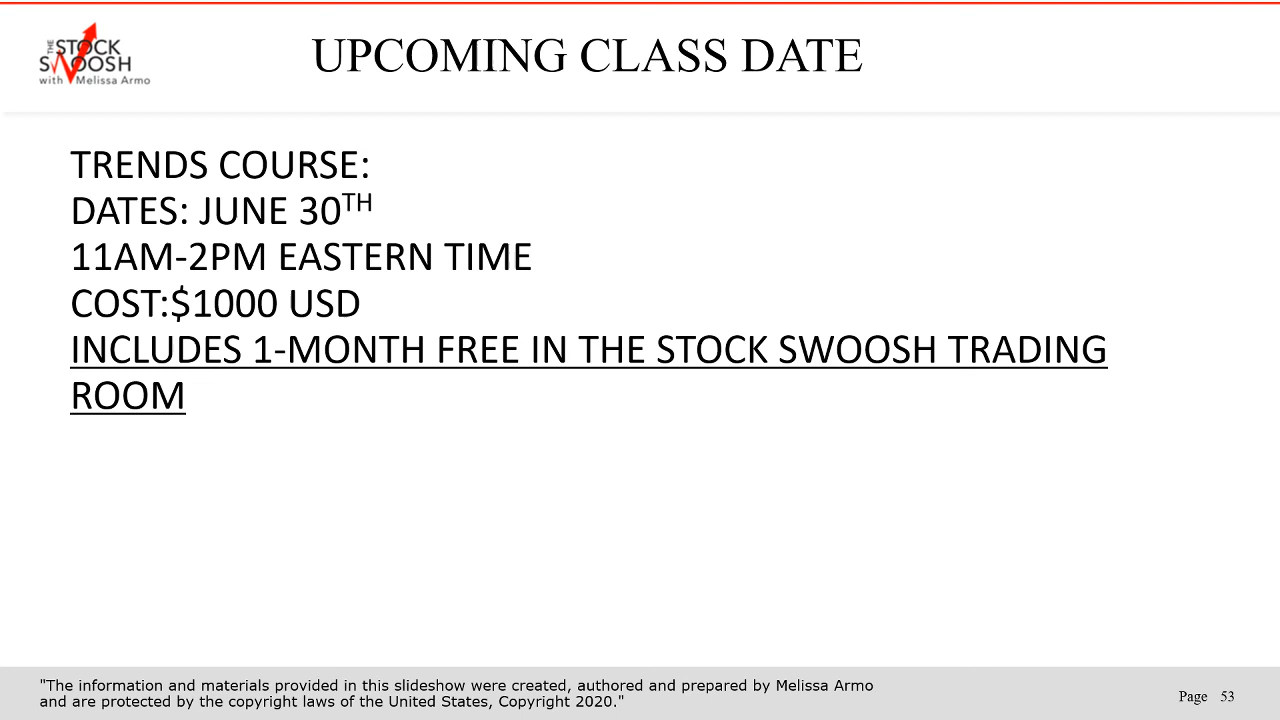 THE STOCK SWOOSH
with Melissa Armo
UPCOMING CLASS DATE
TRENDS COURSE:
DATES: JUNE 30TH
11AM-2PM EASTERN TIME
COST:$1000 USD
INCLUDES 1-MONTH FREE IN THE STOCK SWOOSH TRADING
ROOM
"The information and materials provided in this slideshow were created, authored and prepared by Melissa Armo
and are protected by the copyright laws of the United States, Copyright 2020."
Page 53